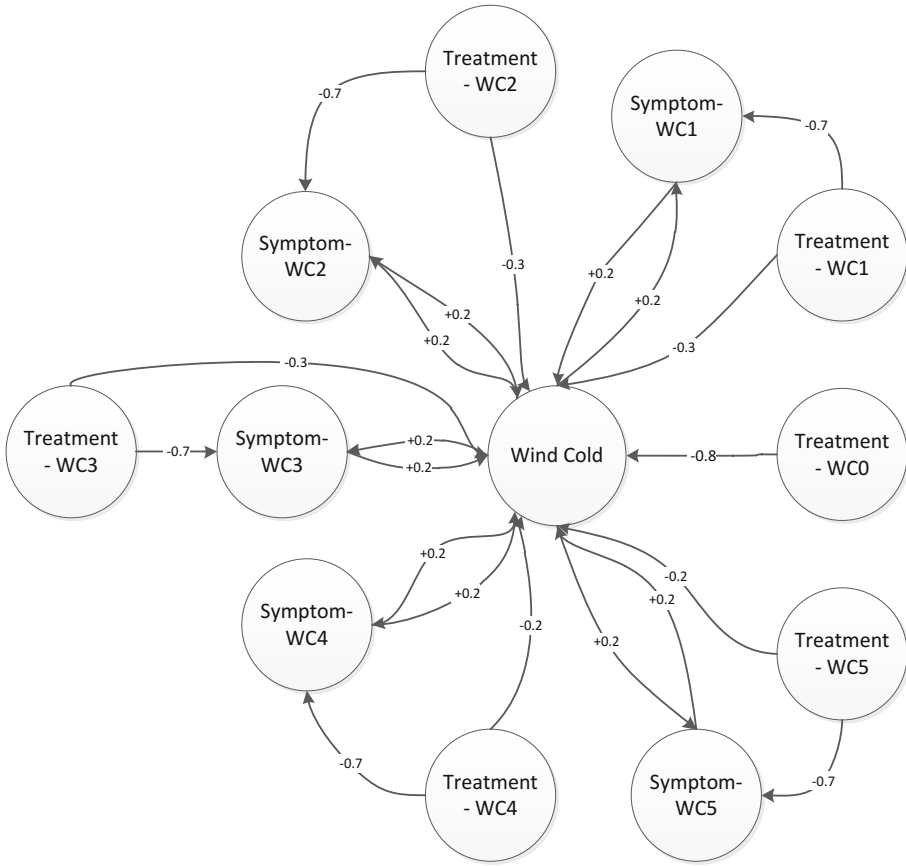 Treatment
- WC2
Symptom-
WC1
-0.7
-0.7
Symptom-
WC2
Treatment
- WC1
-0.3
+0.2
+0.2
+0.2
+0.2
-0.3
-0.3
Treatment
- WC3
-0.7
Symptom-
WC3
+0.2
+0.2
Wind Cold
-0.8
Treatment
- WC0
+0.2
+0.2
-0.2
-0.2
+0.2
+0.2
Symptom-
WC4
Treatment
- WC5
-0.7
Treatment
- WC4
Symptom-
WC5
-0.7